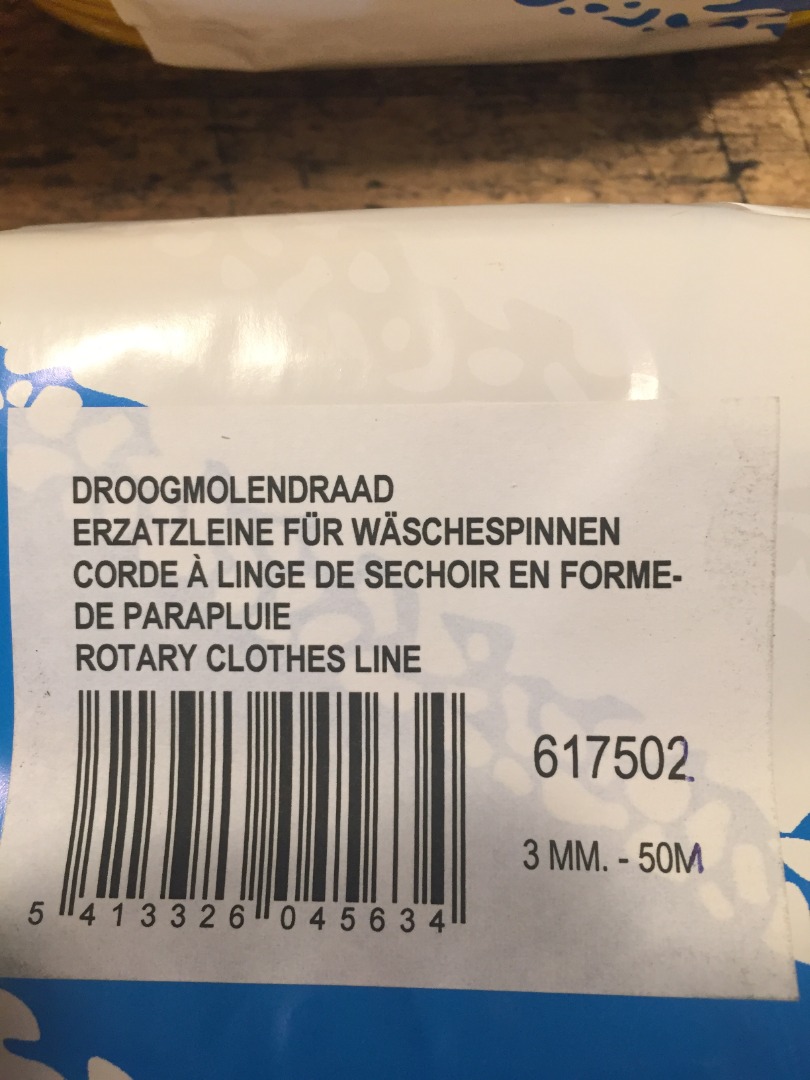 DROOGMOLENDRAAD
ERZATZLEINE FÜR WÄSCHESPINNEN
CORDE À LINGE DE SECHOIR EN FORME-
DE PARAPLUIE
ROTARY CLOTHES LINE
617502
3 MM. - 50M
5 413326 045634